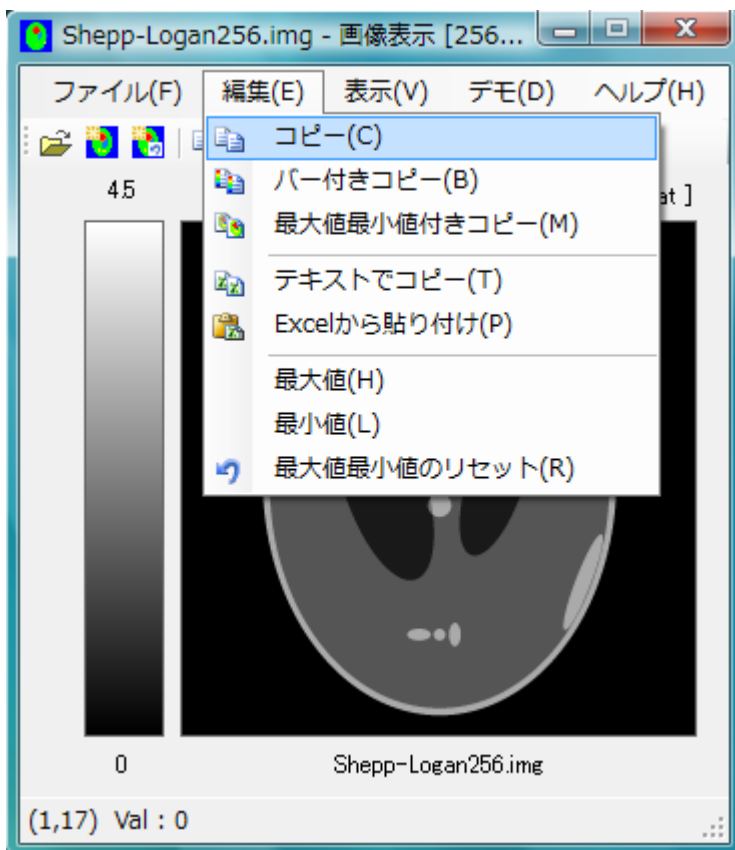 Shepp-Logan256.img - 画像表示 [256...
ファイル(F) 編集(E) 表示(V) デモ(D) ヘルプ(H)
コピー(C)
バー付きコピー(B)
4.5 at ]
最大値最小値付きコピー(M)
テキストでコピー(T)
Excelから貼り付け(P)
最大値(H)
最小値(L)
最大値最小値のリセット(R)
0 Shepp-Logan256.img
(1,17) Val : 0